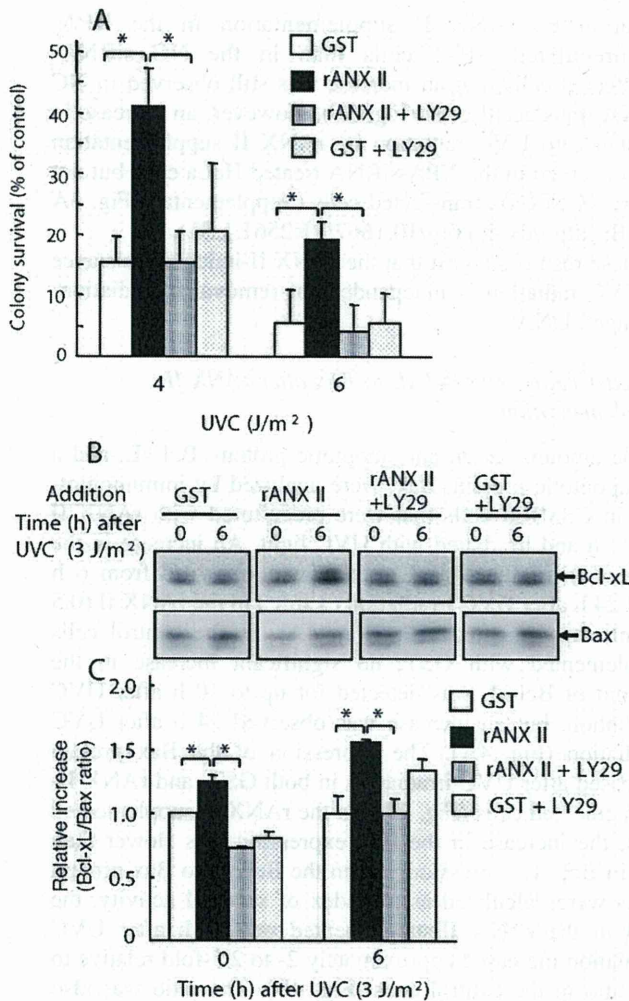 A
50
40
30
20
10
0
Colony survival (% of control)
* *
* *
GST
rANX II
rANX II + LY29
GST + LY29
4 6
UVC (J/m²)
B
Addition GST rANX II rANX II +LY29 GST +LY29
Time (h) after UVC (3 J/m²) 0 6 0 6 0 6 0 6
Bcl-xL
Bax
C
2.0
1.5
1.0
0.5
0
Relative increase
(Bcl-xL/Bax ratio)
* *
* *
GST
rANX II
rANX II + LY29
GST + LY29
0 6
Time (h) after UVC (3 J/m²)